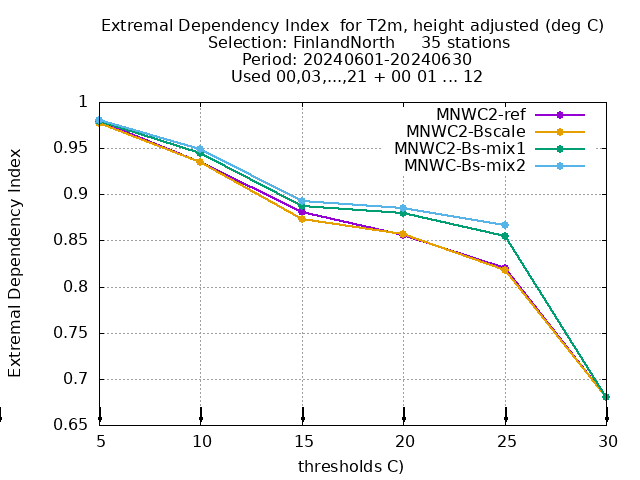 Extremal Dependency Index  for T2m, height adjusted (deg C)
Selection: FinlandNorth     35 stations
Period: 20240601-20240630
Used 00,03,...,21 + 00 01 ... 12
MNWC2-ref
MNWC2-Bscale
MNWC2-Bs-mix1
MNWC-Bs-mix2
Extremal Dependency Index
1
0.95
0.9
0.85
0.8
0.75
0.7
0.65
5 10 15 20 25 30
thresholds C)